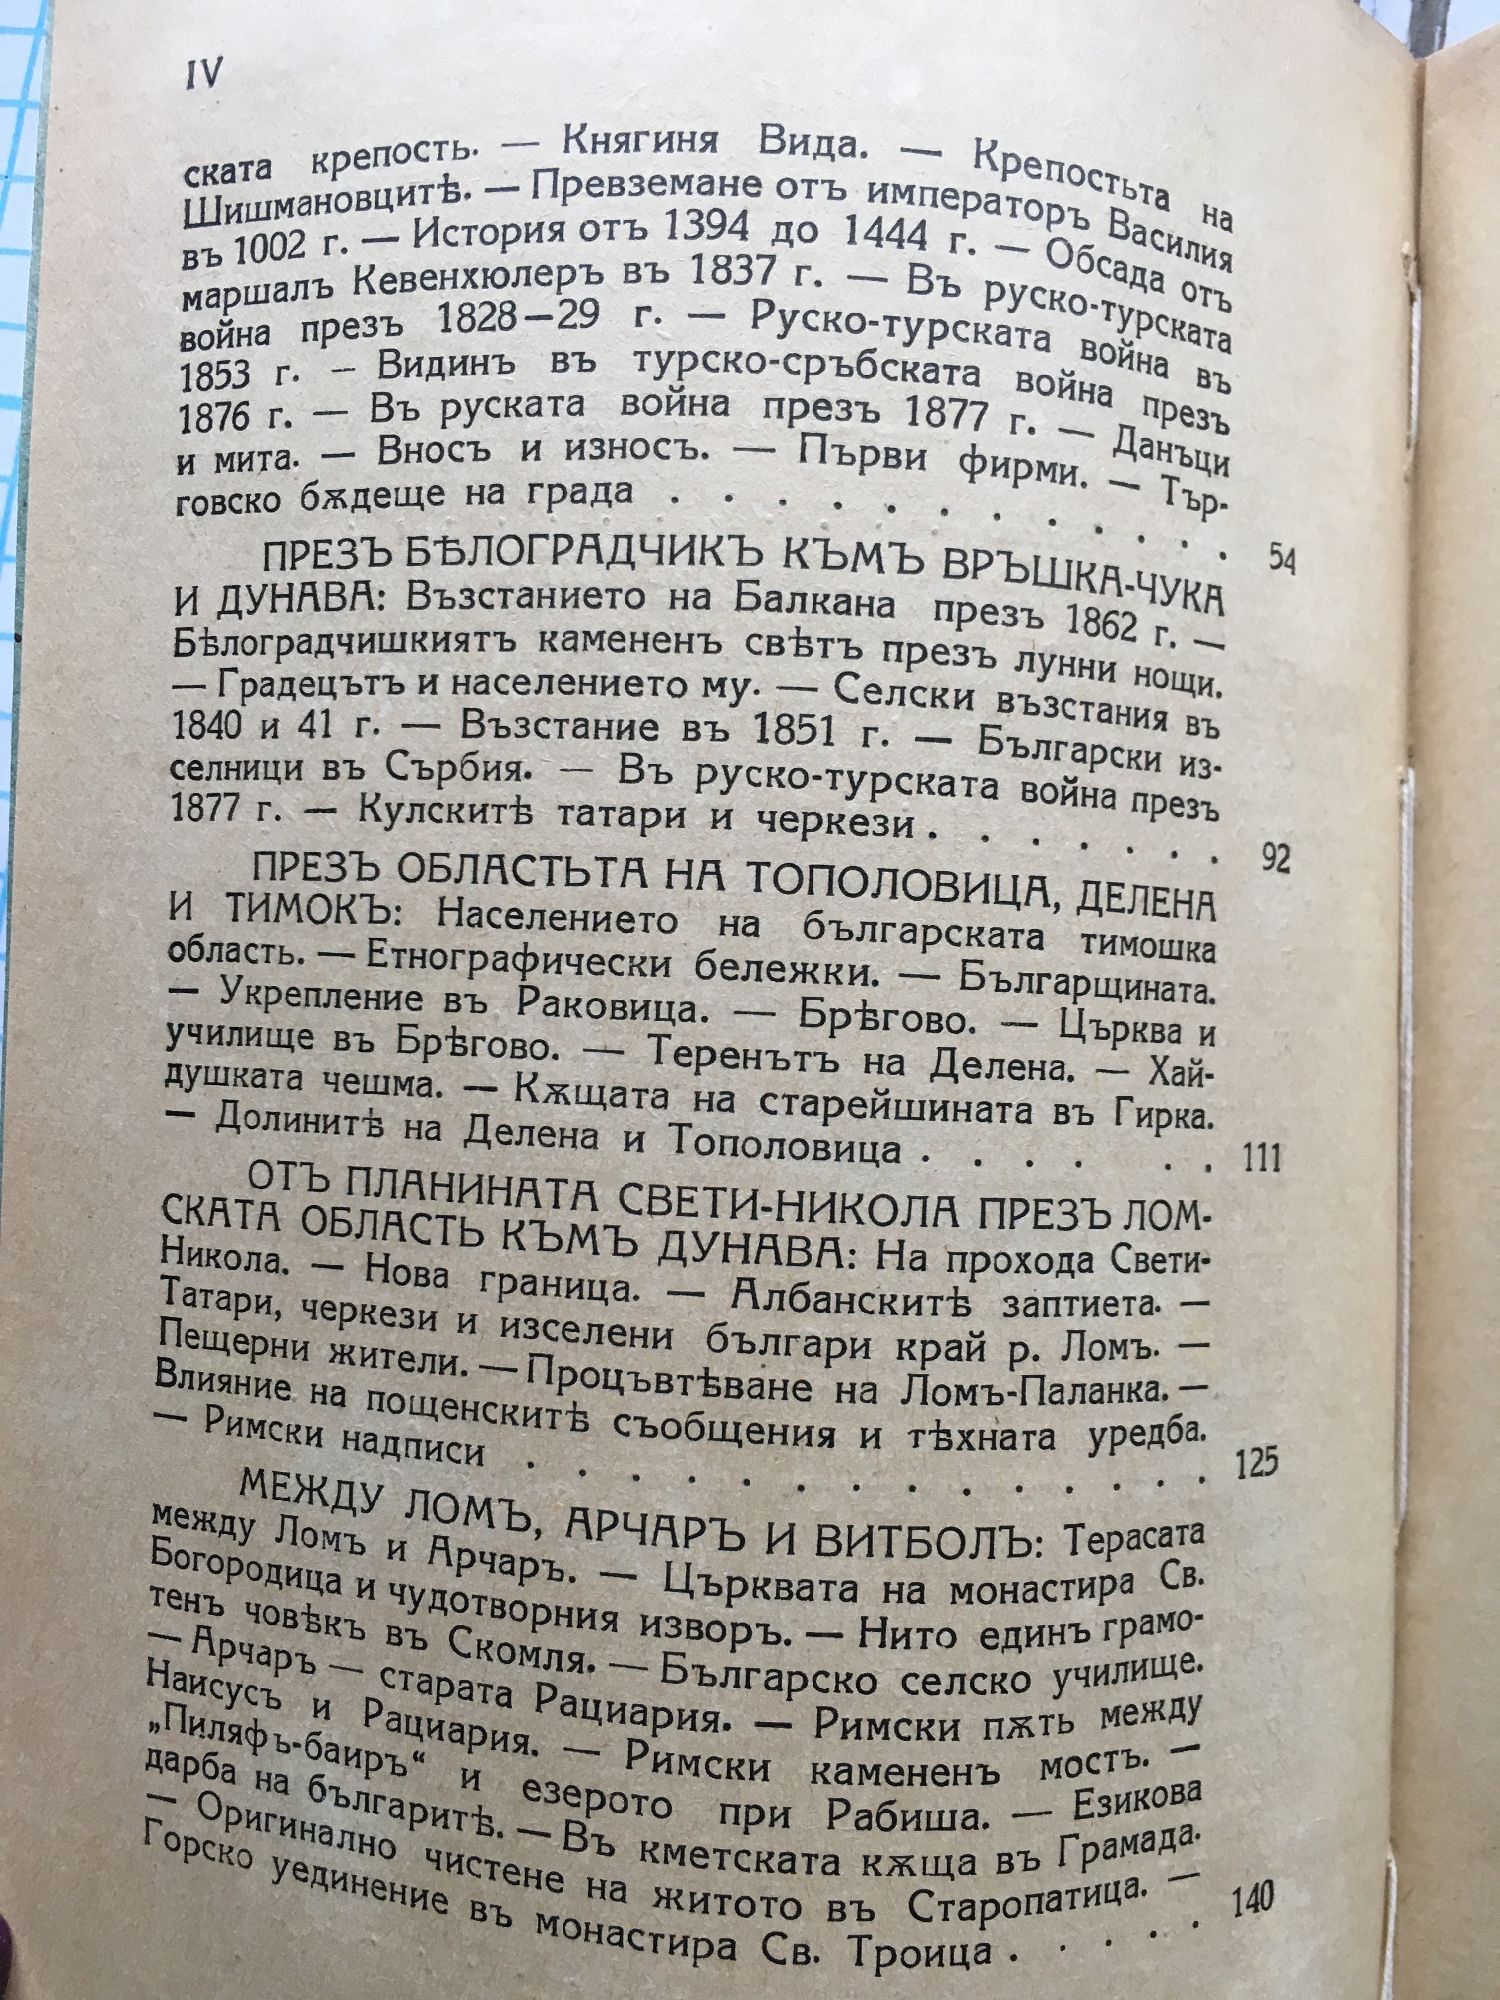 IV
ската крепость. — Княгиня Вида. — Крепостьта на
Шишмановцитѣ. — Превземане отъ императоръ Василия
въ 1002 г. — История отъ 1394 до 1444 г. — Обсада отъ
маршалъ Кевенхюлеръ въ 1837 г. — Въ руско-турската
война презъ 1828—29 г. — Руско-турската война въ
1853 г. — Видинъ въ турско-сръбската война презъ
1876 г. — Въ руската война презъ 1877 г. — Данъци
и мита. — Вносъ и износъ. — Първи фирми. — Тър-
говско бѫдеще на града . . . . . . . . . . . 54
ПРЕЗЪ БѢЛОГРАДЧИКЪ КЪМЪ ВРЪШКА-ЧУКА
И ДУНАВА: Възстанието на Балкана презъ 1862 г. —
Бѣлоградчишкиятъ камененъ свѣтъ презъ лунни нощи.
— Градецътъ и населението му. — Селски възстания въ
1840 и 41 г. — Възстание въ 1851 г. — Български из-
селници въ Сърбия. — Въ руско-турската война презъ
1877 г. — Кулскитѣ татари и черкези . . . . . . . 92
ПРЕЗЪ ОБЛАСТЬТА НА ТОПОЛОВИЦА, ДЕЛЕНА
И ТИМОКЪ: Населението на българската тимошка
область. — Етнографически бележки. — Българщината.
— Укрепление въ Раковица. — Брѣгово. — Църква и
училище въ Брѣгово. — Теренътъ на Делена. — Хай-
душката чешма. — Кѫщата на старейшината въ Гирка.
— Долинитѣ на Делена и Тополовица . . . . . . 111
ОТЪ ПЛАНИНАТА СВЕТИ-НИКОЛА ПРЕЗЪ ЛОМ-
СКАТА ОБЛАСТЬ КЪМЪ ДУНАВА: На прохода Свети-
Никола. — Нова граница. — Албанскитѣ заптиета. —
Татари, черкези и изселени българи край р. Ломъ. —
Пещерни жители. — Процъвтѣване на Ломъ-Паланка. —
Влияние на пощенскитѣ съобщения и тѣхната уредба.
— Римски надписи . . . . . . . . . . . . . . 125
МЕЖДУ ЛОМЪ, АРЧАРЪ И ВИТБОЛЪ: Терасата
между Ломъ и Арчаръ. — Църквата на монастира Св.
Богородица и чудотворния изворъ. — Нито единъ грамо-
тенъ човѣкъ въ Скомля. — Българско селско училище.
— Арчаръ — старата Рациария. — Римски пѫть между
Наисусъ и Рациария. — Римски камененъ мостъ. —
„Пиляфъ-баиръ“ и езерото при Рабиша. — Езикова
дарба на българитѣ. — Въ кметската кѫща въ Грамада.
— Оригинално чистене на житото въ Старопатица. —
Горско уединение въ монастира Св. Троица . . . . . 140